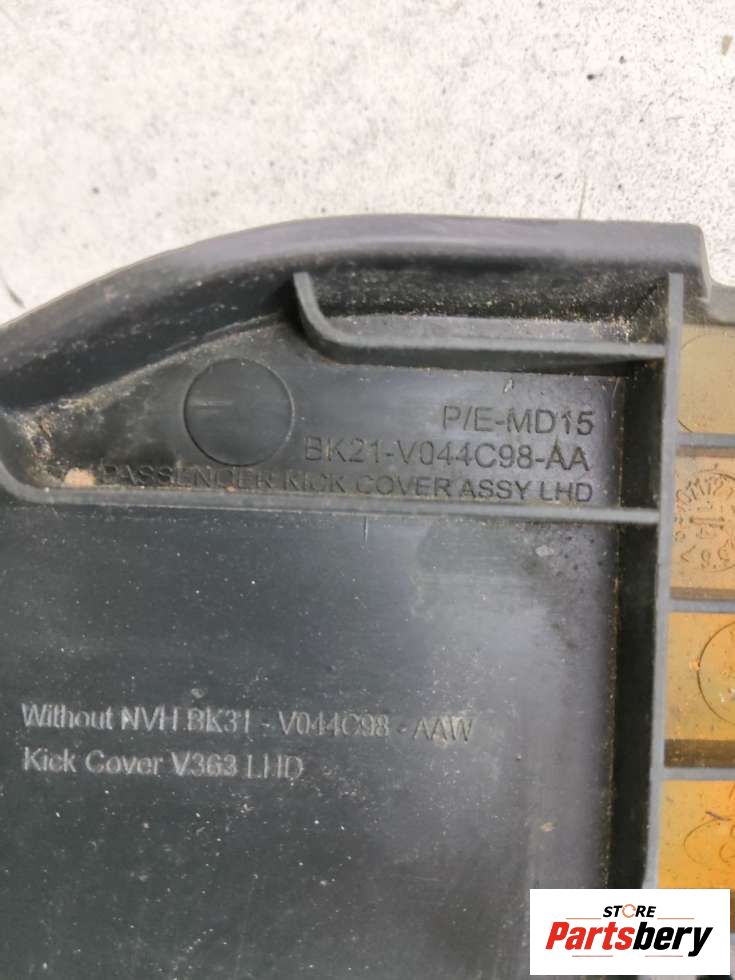 P/E-MD15
BK21-V044C98-AA
PASSENGER KICK COVER ASSY LHD
Without NVH BK31 - V044C98 - AAW
Kick Cover V363 LHD
STORE
Partsbery